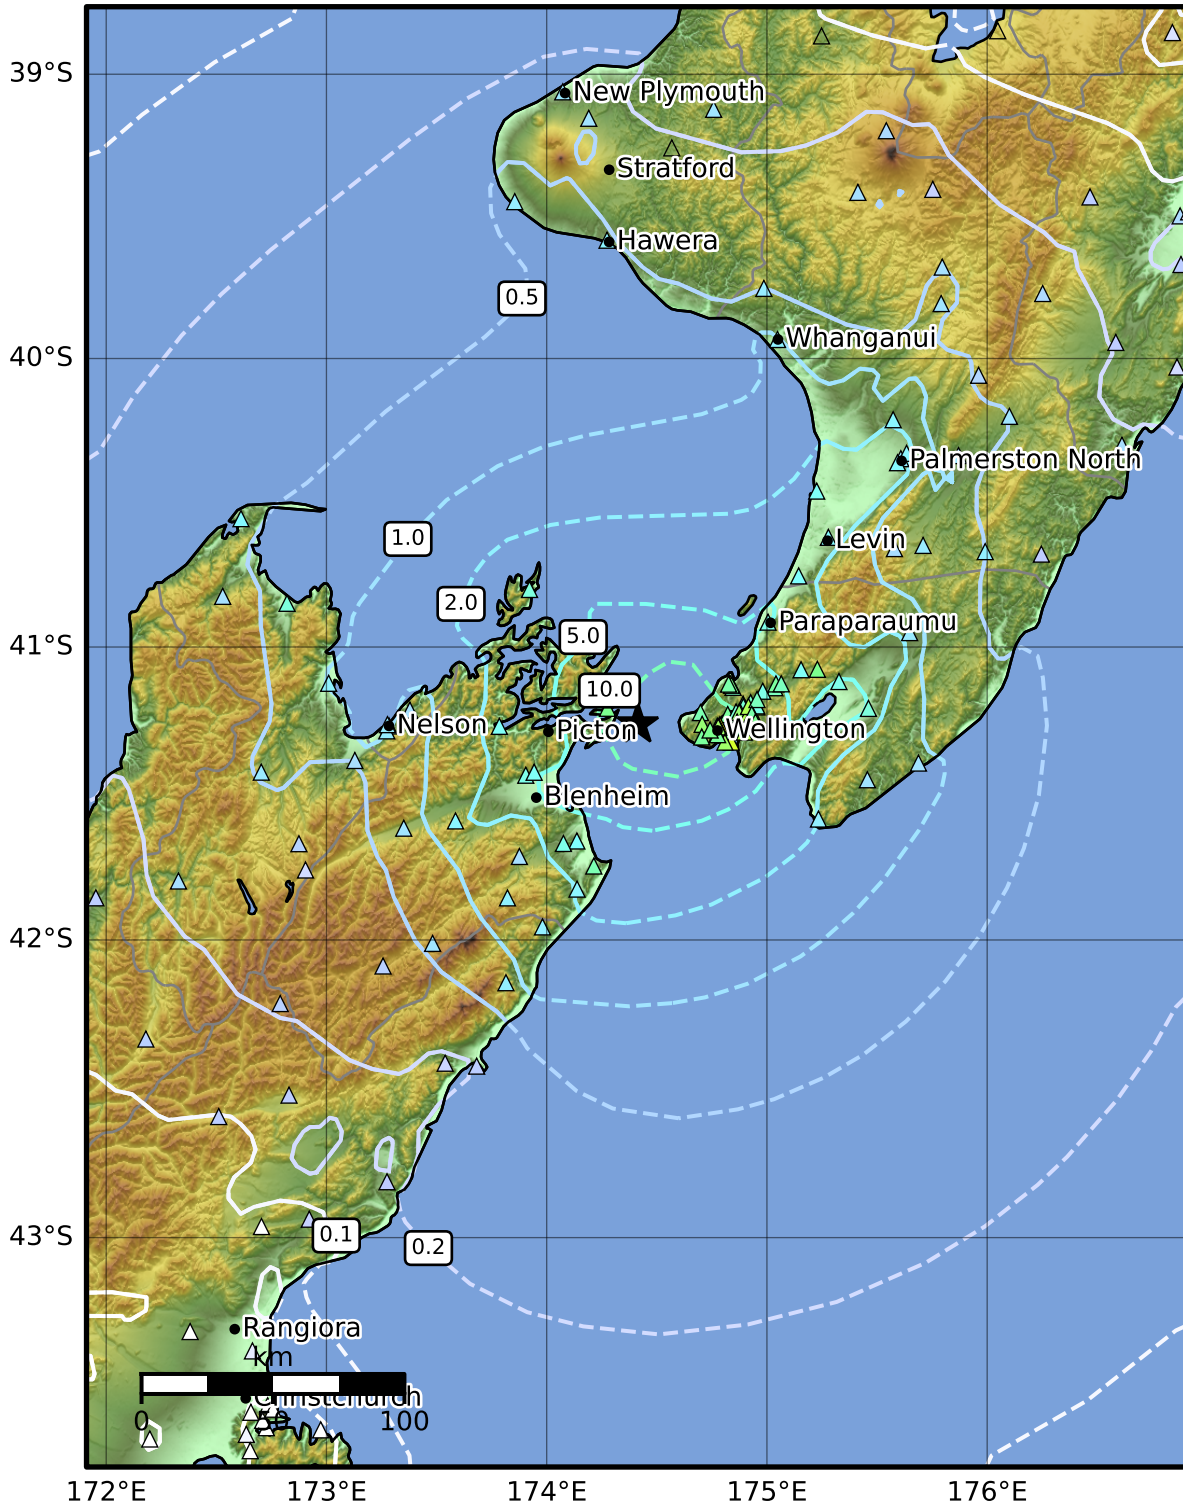 39°S
New Plymouth
Stratford
Hawera
0.5
Whanganui
40°S
Palmerston North
1.0
Levin
2.0
Paraparaumu
5.0
41°S
10.0
Nelson
Picton
Wellington
Blenheim
42°S
43°S
0.1
0.2
Rangiora
km
Christchurch
0
100
172°E
173°E
174°E
175°E
176°E